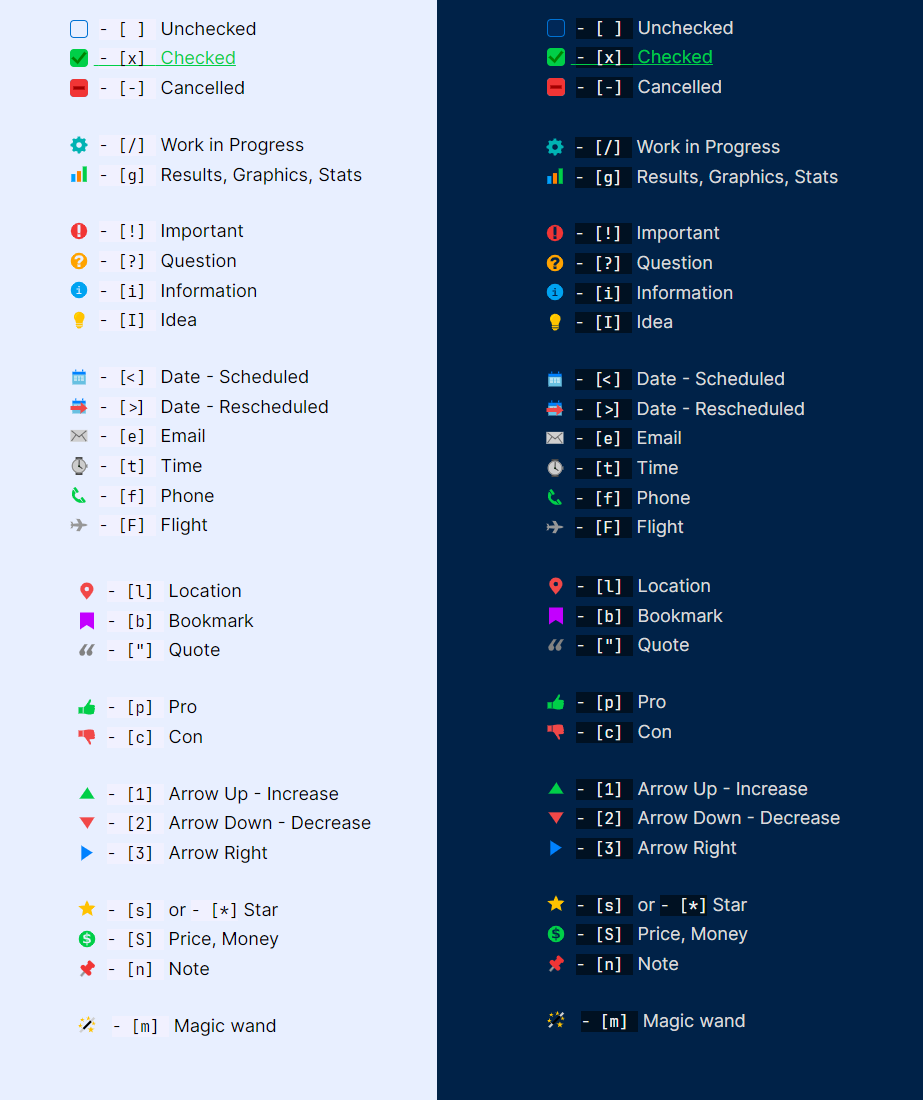 - [ ] Unchecked
- [x] Checked
- [-] Cancelled
- [/] Work in Progress
- [g] Results, Graphics, Stats
- [!] Important
- [?] Question
- [i] Information
- [I] Idea
- [<] Date - Scheduled
- [>] Date - Rescheduled
- [e] Email
- [t] Time
- [f] Phone
- [F] Flight
- [l] Location
- [b] Bookmark
- ["] Quote
- [p] Pro
- [c] Con
- [1] Arrow Up - Increase
- [2] Arrow Down - Decrease
- [3] Arrow Right
- [s] or - [*] Star
- [S] Price, Money
- [n] Note
- [m] Magic wand
- [ ] Unchecked
- [x] Checked
- [-] Cancelled
- [/] Work in Progress
- [g] Results, Graphics, Stats
- [!] Important
- [?] Question
- [i] Information
- [I] Idea
- [<] Date - Scheduled
- [>] Date - Rescheduled
- [e] Email
- [t] Time
- [f] Phone
- [F] Flight
- [l] Location
- [b] Bookmark
- ["] Quote
- [p] Pro
- [c] Con
- [1] Arrow Up - Increase
- [2] Arrow Down - Decrease
- [3] Arrow Right
- [s] or - [*] Star
- [S] Price, Money
- [n] Note
- [m] Magic wand